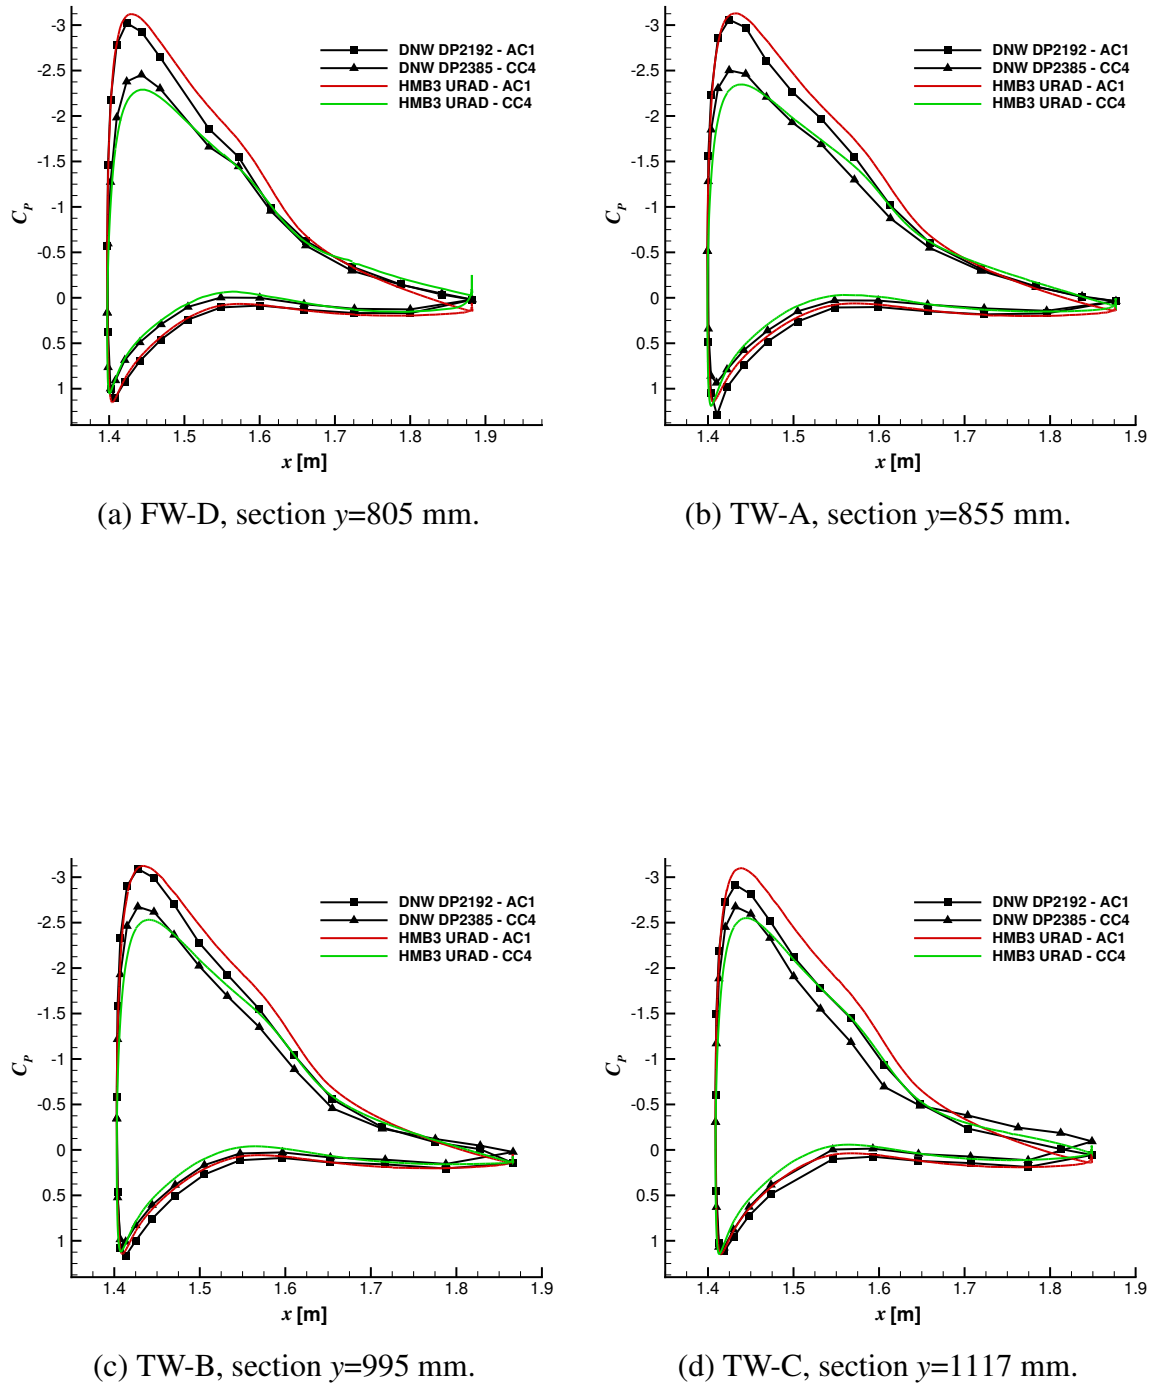 -3
-2.5
-2
-1.5
-1
-0.5
0
0.5
1
C_P
DNW DP2192 - AC1
DNW DP2385 - CC4
HMB3 URAD - AC1
HMB3 URAD - CC4
1.4 1.5 1.6 1.7 1.8 1.9
x [m]
(a) FW-D, section y=805 mm.
-3
-2.5
-2
-1.5
-1
-0.5
0
0.5
1
C_P
DNW DP2192 - AC1
DNW DP2385 - CC4
HMB3 URAD - AC1
HMB3 URAD - CC4
1.4 1.5 1.6 1.7 1.8 1.9
x [m]
(b) TW-A, section y=855 mm.
-3
-2.5
-2
-1.5
-1
-0.5
0
0.5
1
C_P
DNW DP2192 - AC1
DNW DP2385 - CC4
HMB3 URAD - AC1
HMB3 URAD - CC4
1.4 1.5 1.6 1.7 1.8 1.9
x [m]
(c) TW-B, section y=995 mm.
-3
-2.5
-2
-1.5
-1
-0.5
0
0.5
1
C_P
DNW DP2192 - AC1
DNW DP2385 - CC4
HMB3 URAD - AC1
HMB3 URAD - CC4
1.4 1.5 1.6 1.7 1.8 1.9
x [m]
(d) TW-C, section y=1117 mm.